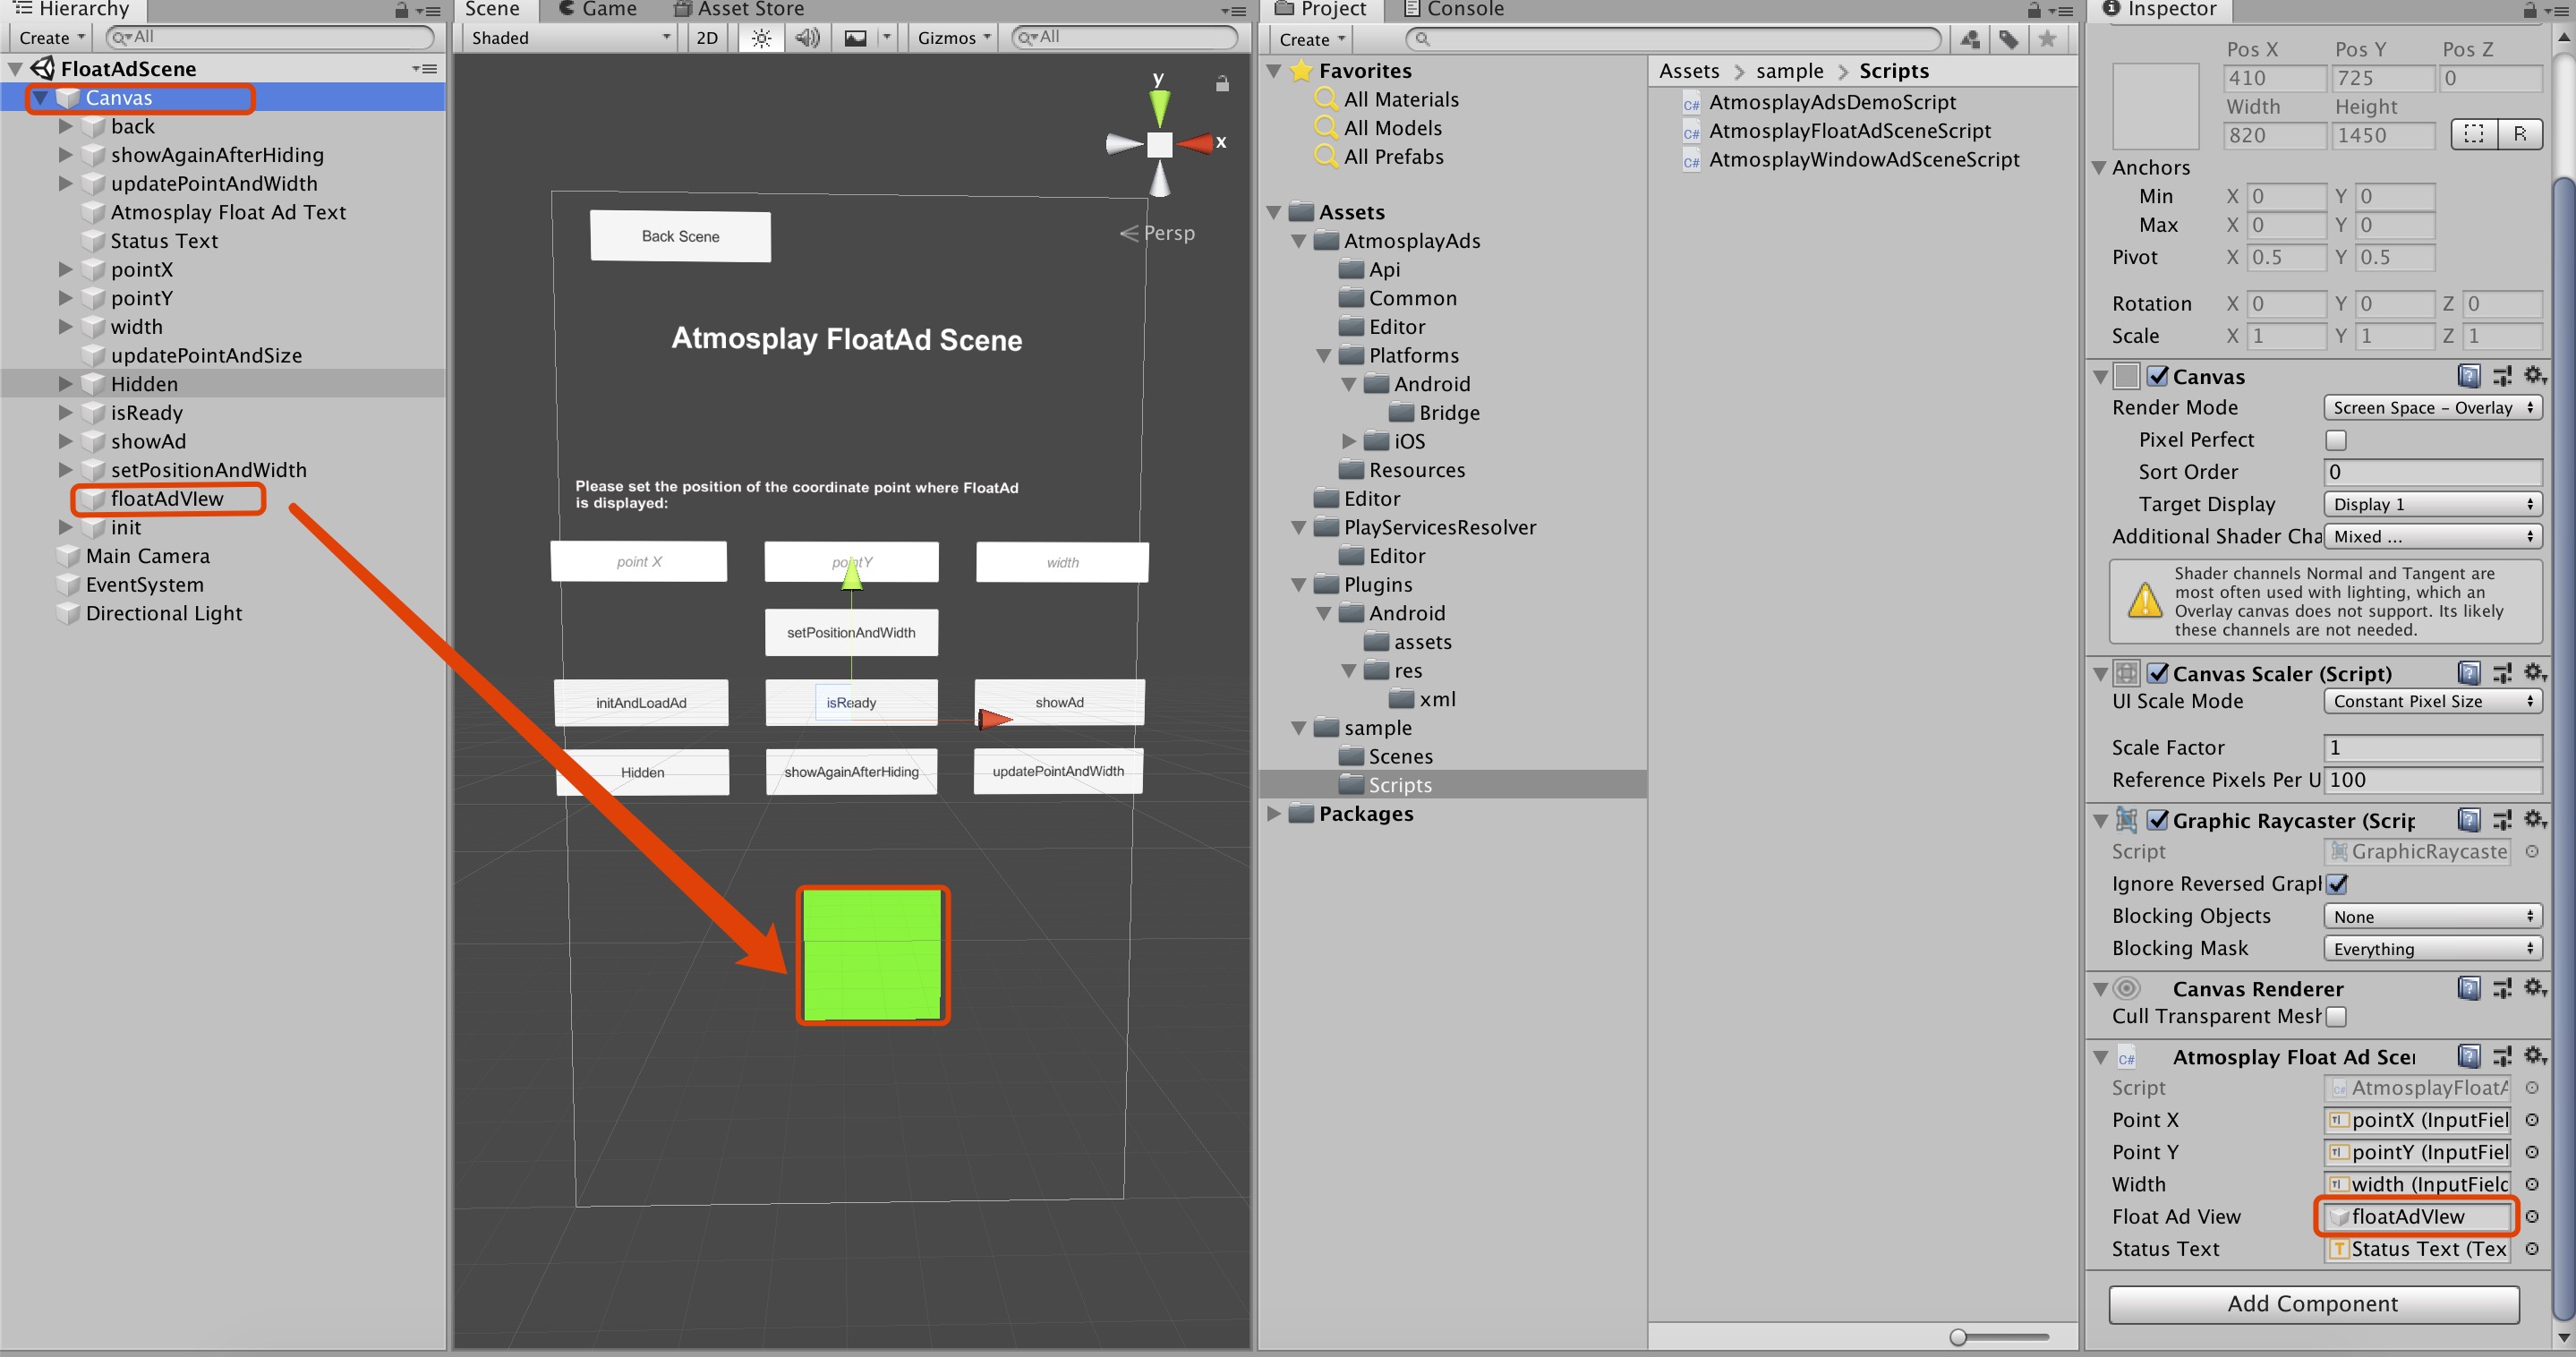 Hierarchy
Create
All
FloatAdScene
Canvas
back
showAgainAfterHiding
updatePointAndWidth
Atmosplay Float Ad Text
Status Text
pointX
pointY
width
updatePointAndSize
Hidden
isReady
showAd
setPositionAndWidth
floatAdVIew
init
Main Camera
EventSystem
Directional Light
Scene
Game
Asset Store
Shaded
2D
Gizmos
All
y
x
Persp
Back Scene
Atmosplay FloatAd Scene
Please set the position of the coordinate point where FloatAd
is displayed:
point X
pointY
width
setPositionAndWidth
initAndLoadAd
isReady
showAd
Hidden
showAgainAfterHiding
updatePointAndWidth
Project
Console
Create
Favorites
All Materials
All Models
All Prefabs
Assets
AtmosplayAds
Api
Common
Editor
Platforms
Android
Bridge
iOS
Resources
Editor
PlayServicesResolver
Editor
Plugins
Android
assets
res
xml
sample
Scenes
Scripts
Packages
Assets > sample > Scripts
C# AtmosplayAdsDemoScript
C# AtmosplayFloatAdSceneScript
C# AtmosplayWindowAdSceneScript
Inspector
Pos X Pos Y Pos Z
410 725 0
Width Height
820 1450 R
Anchors
Min X 0 Y 0
Max X 0 Y 0
Pivot X 0.5 Y 0.5
Rotation X 0 Y 0 Z 0
Scale X 1 Y 1 Z 1
Canvas
Render Mode Screen Space - Overlay
Pixel Perfect
Sort Order 0
Target Display Display 1
Additional Shader Cha Mixed ...
Shader channels Normal and Tangent are
most often used with lighting, which an
Overlay canvas does not support. Its likely
these channels are not needed.
Canvas Scaler (Script)
UI Scale Mode Constant Pixel Size
Scale Factor 1
Reference Pixels Per U 100
Graphic Raycaster (Scrip
Script GraphicRaycaste
Ignore Reversed Grapl
Blocking Objects None
Blocking Mask Everything
Canvas Renderer
Cull Transparent Mesh
C# Atmosplay Float Ad Scen
Script AtmosplayFloatA
Point X pointX (InputFiel
Point Y pointY (InputFiel
Width width (InputField
Float Ad View floatAdVIew
Status Text Status Text (Tex
Add Component